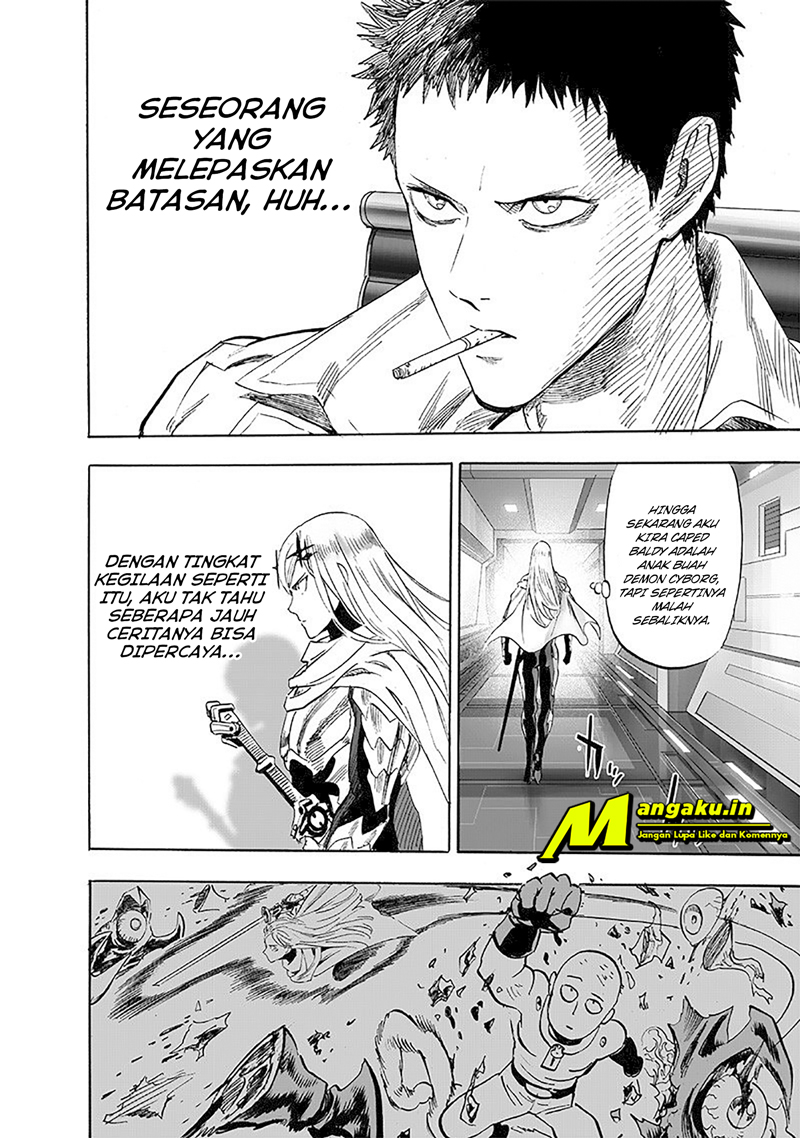 SESEORANG
YANG
MELEPASKAN
BATASAN, HUH...
HINGGA
SEKARANG AKU
KIRA CAPED
BALDY ADALAH
ANAK BUAH
DEMON CYBORG,
TAPI SEPERTINYA
MALAH
SEBALIKNYA.
カッ
DENGAN TINGKAT
KEGILAAN SEPERTI
ITU, AKU TAK TAHU
SEBERAPA JAUH
CERITANYA BISA
DIPERCAYA...
Mangaku.in
Jangan Lupa Like dan Komennya